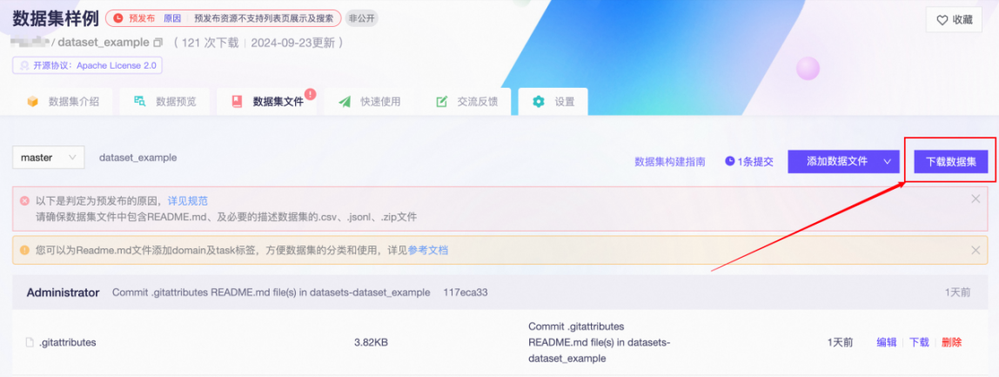 数据集样例 预发布 原因 预发布资源不支持列表页展示及搜索 非公开
收藏
/ dataset_example （ 121 次下载 | 2024-09-23更新 ）
开源协议：Apache License 2.0
数据集介绍 数据预览 数据集文件 快速使用 交流反馈 设置
master dataset_example 数据集构建指南 1条提交 添加数据文件 下载数据集
以下是判定为预发布的原因，详见规范
请确保数据集文件中包含README.md、及必要的描述数据集的.csv、.jsonl、.zip文件
您可以为Readme.md文件添加domain及task标签，方便数据集的分类和使用，详见参考文档
Administrator Commit .gitattributes README.md file(s) in datasets-dataset_example 117eca33 1天前
Commit .gitattributes
.gitattributes 3.82KB README.md file(s) in datasets- 1天前 编辑 下载 删除
dataset_example